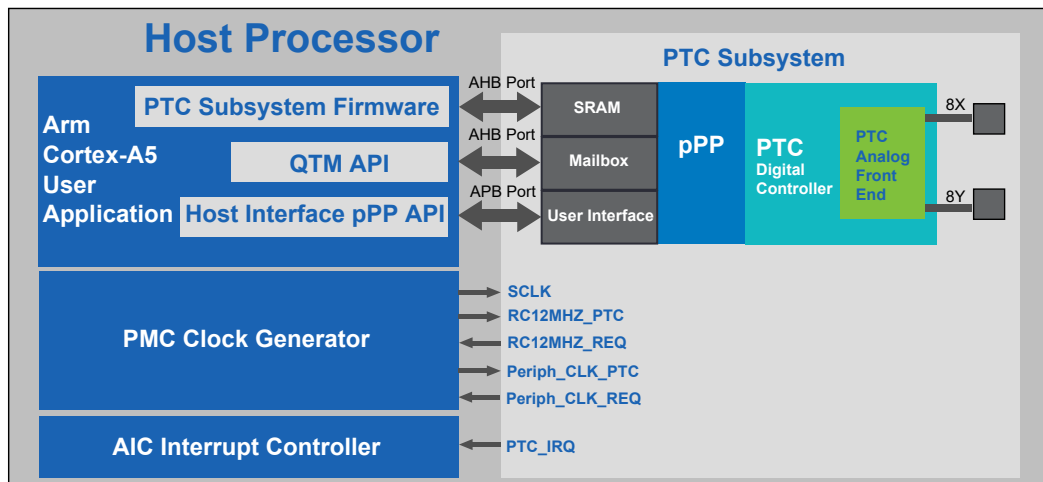 Host Processor
PTC Subsystem
Arm
Cortex-A5
User
Application
PTC Subsystem Firmware
QTM API
Host Interface pPP API
AHB Port
AHB Port
APB Port
SRAM
Mailbox
User Interface
pPP
PTC
Digital
Controller
PTC
Analog
Front
End
8X
8Y
PMC Clock Generator
SCLK
RC12MHZ_PTC
RC12MHZ_REQ
Periph_CLK_PTC
Periph_CLK_REQ
AIC Interrupt Controller
PTC_IRQ